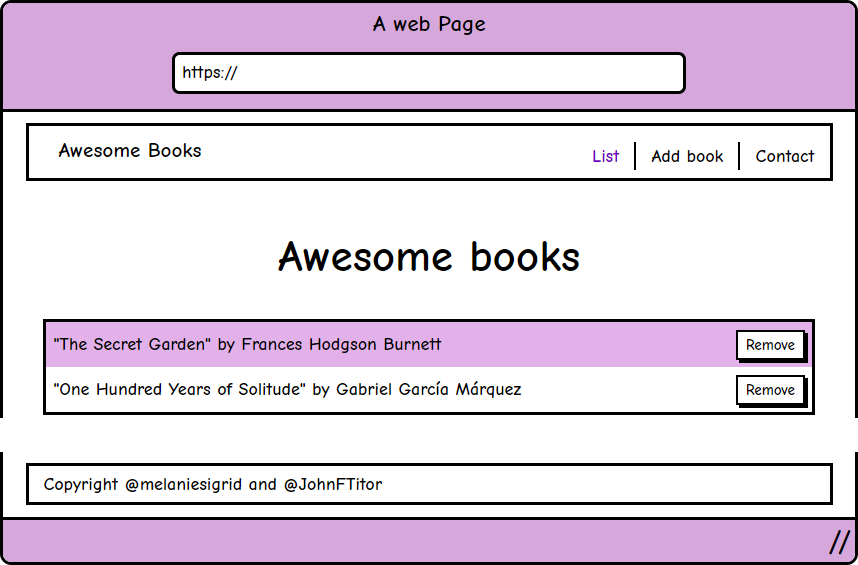 A web Page
https://
Awesome Books
List
Add book
Contact
Awesome books
"The Secret Garden" by Frances Hodgson Burnett
Remove
"One Hundred Years of Solitude" by Gabriel García Márquez
Remove
Copyright @melaniesigrid and @JohnFTitor
//